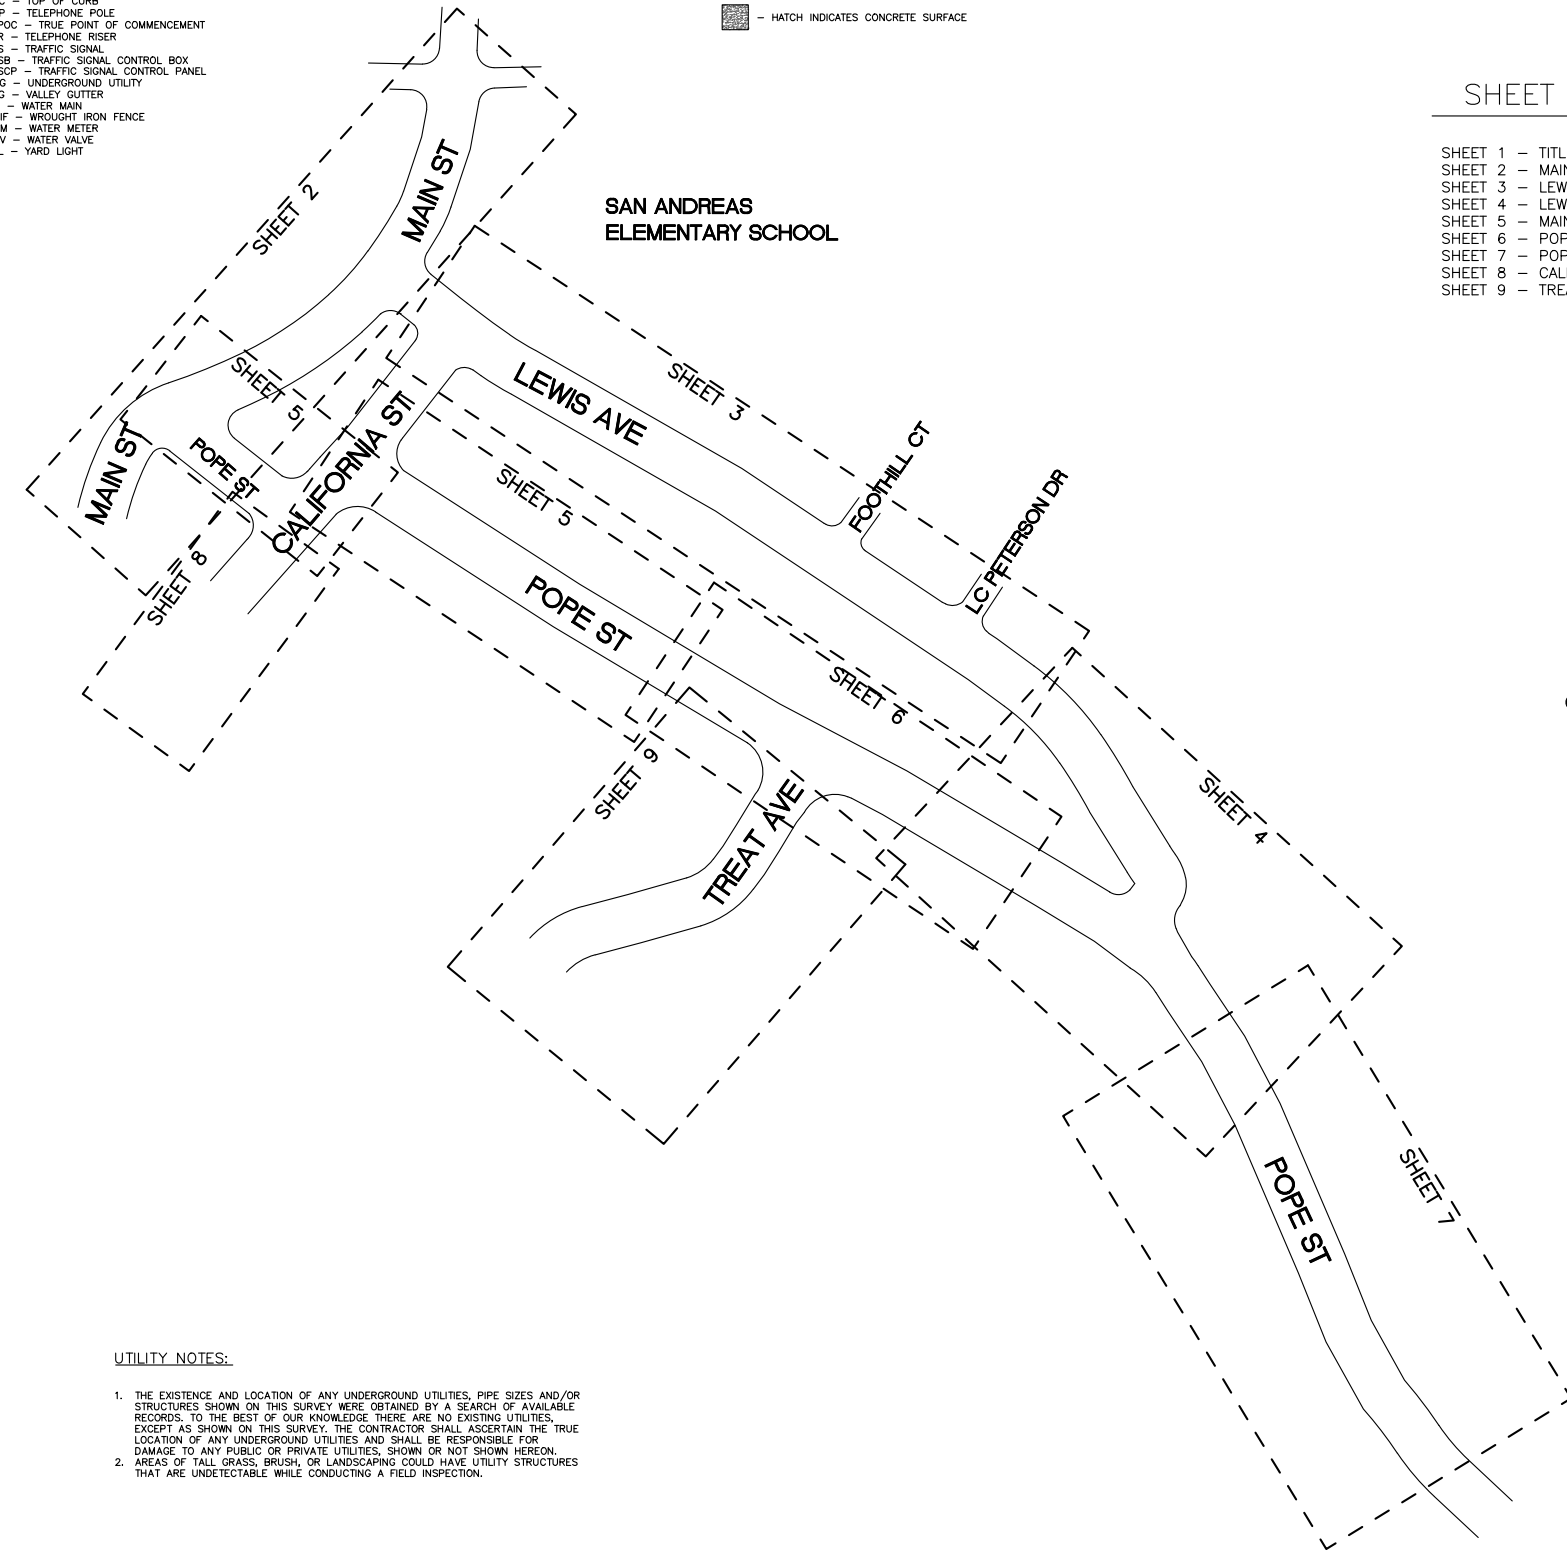 – TOP OF CURB
– TELEPHONE POLE
POC – TRUE POINT OF COMMENCEMENT
R – TELEPHONE RISER
S – TRAFFIC SIGNAL
SB – TRAFFIC SIGNAL CONTROL BOX
SCP – TRAFFIC SIGNAL CONTROL PANEL
G – UNDERGROUND UTILITY
G – VALLEY GUTTER
– WATER MAIN
IF – WROUGHT IRON FENCE
M – WATER METER
V – WATER VALVE
L – YARD LIGHT
– HATCH INDICATES CONCRETE SURFACE
SHEET
SHEET 1 – TITL
SHEET 2 – MAIN
SHEET 3 – LEW
SHEET 4 – LEW
SHEET 5 – MAIN
SHEET 6 – POP
SHEET 7 – POP
SHEET 8 – CALI
SHEET 9 – TREA
MAIN ST
SHEET 2
SAN ANDREAS
ELEMENTARY SCHOOL
SHEET 5
SHEET 3
LEWIS AVE
CALIFORNIA ST
MAIN ST
POPE ST
FOOTHILL CT
SHEET 5
LC PETERSON DR
SHEET 8
POPE ST
SHEET 6
SHEET 9
TREAT AVE
SHEET 4
SHEET 7
POPE ST
UTILITY NOTES:
1. THE EXISTENCE AND LOCATION OF ANY UNDERGROUND UTILITIES, PIPE SIZES AND/OR
STRUCTURES SHOWN ON THIS SURVEY WERE OBTAINED BY A SEARCH OF AVAILABLE
RECORDS. TO THE BEST OF OUR KNOWLEDGE THERE ARE NO EXISTING UTILITIES,
EXCEPT AS SHOWN ON THIS SURVEY. THE CONTRACTOR SHALL ASCERTAIN THE TRUE
LOCATION OF ANY UNDERGROUND UTILITIES AND SHALL BE RESPONSIBLE FOR
DAMAGE TO ANY PUBLIC OR PRIVATE UTILITIES, SHOWN OR NOT SHOWN HEREON.
2. AREAS OF TALL GRASS, BRUSH, OR LANDSCAPING COULD HAVE UTILITY STRUCTURES
THAT ARE UNDETECTABLE WHILE CONDUCTING A FIELD INSPECTION.